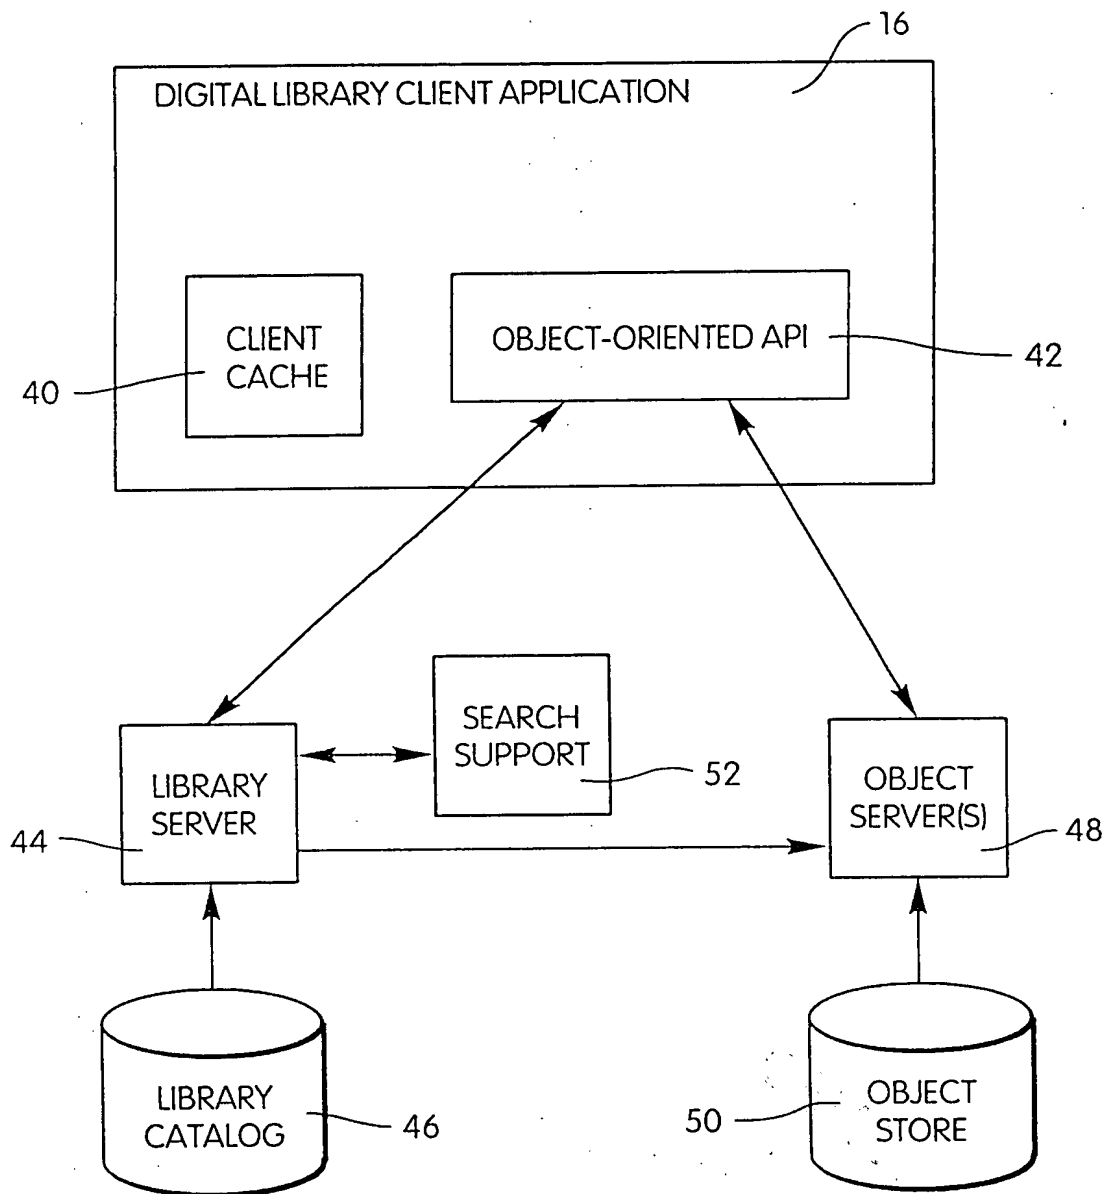 16
DIGITAL LIBRARY CLIENT APPLICATION
CLIENT
CACHE
40
OBJECT-ORIENTED API
42
SEARCH
SUPPORT
52
LIBRARY
SERVER
44
OBJECT
SERVER(S)
48
LIBRARY
CATALOG
46
50
OBJECT
STORE